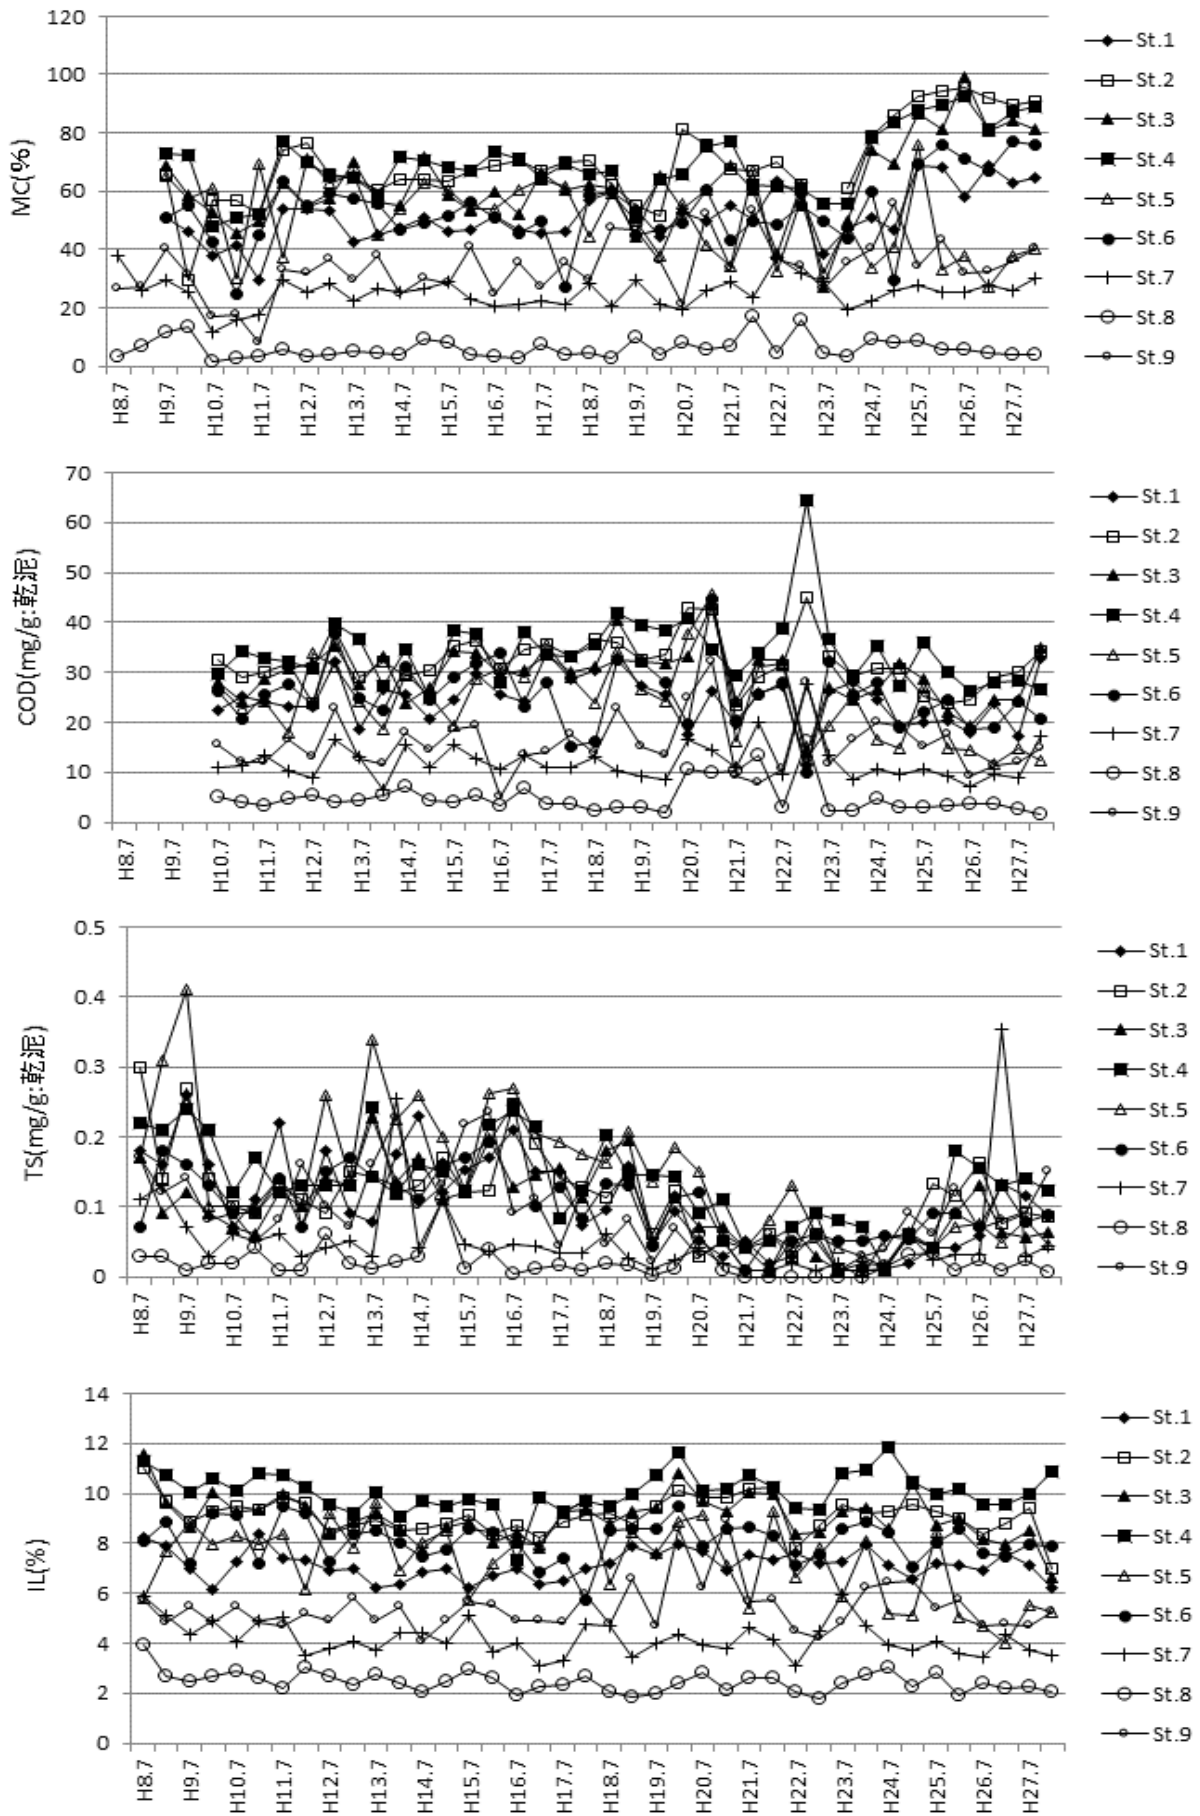 120
100
80
60
40
20
0
MC(%)
H8.7
H9.7
H10.7
H11.7
H12.7
H13.7
H14.7
H15.7
H16.7
H17.7
H18.7
H19.7
H20.7
H21.7
H22.7
H23.7
H24.7
H25.7
H26.7
H27.7
St.1
St.2
St.3
St.4
St.5
St.6
St.7
St.8
St.9
70
60
50
40
30
20
10
0
COD(mg/g:乾泥)
H8.7
H9.7
H10.7
H11.7
H12.7
H13.7
H14.7
H15.7
H16.7
H17.7
H18.7
H19.7
H20.7
H21.7
H22.7
H23.7
H24.7
H25.7
H26.7
H27.7
St.1
St.2
St.3
St.4
St.5
St.6
St.7
St.8
St.9
0.5
0.4
0.3
0.2
0.1
0
TS(mg/g:乾泥)
H8.7
H9.7
H10.7
H11.7
H12.7
H13.7
H14.7
H15.7
H16.7
H17.7
H18.7
H19.7
H20.7
H21.7
H22.7
H23.7
H24.7
H25.7
H26.7
H27.7
St.1
St.2
St.3
St.4
St.5
St.6
St.7
St.8
St.9
14
12
10
8
6
4
2
0
IL(%)
H8.7
H9.7
H10.7
H11.7
H12.7
H13.7
H14.7
H15.7
H16.7
H17.7
H18.7
H19.7
H20.7
H21.7
H22.7
H23.7
H24.7
H25.7
H26.7
H27.7
St.1
St.2
St.3
St.4
St.5
St.6
St.7
St.8
St.9